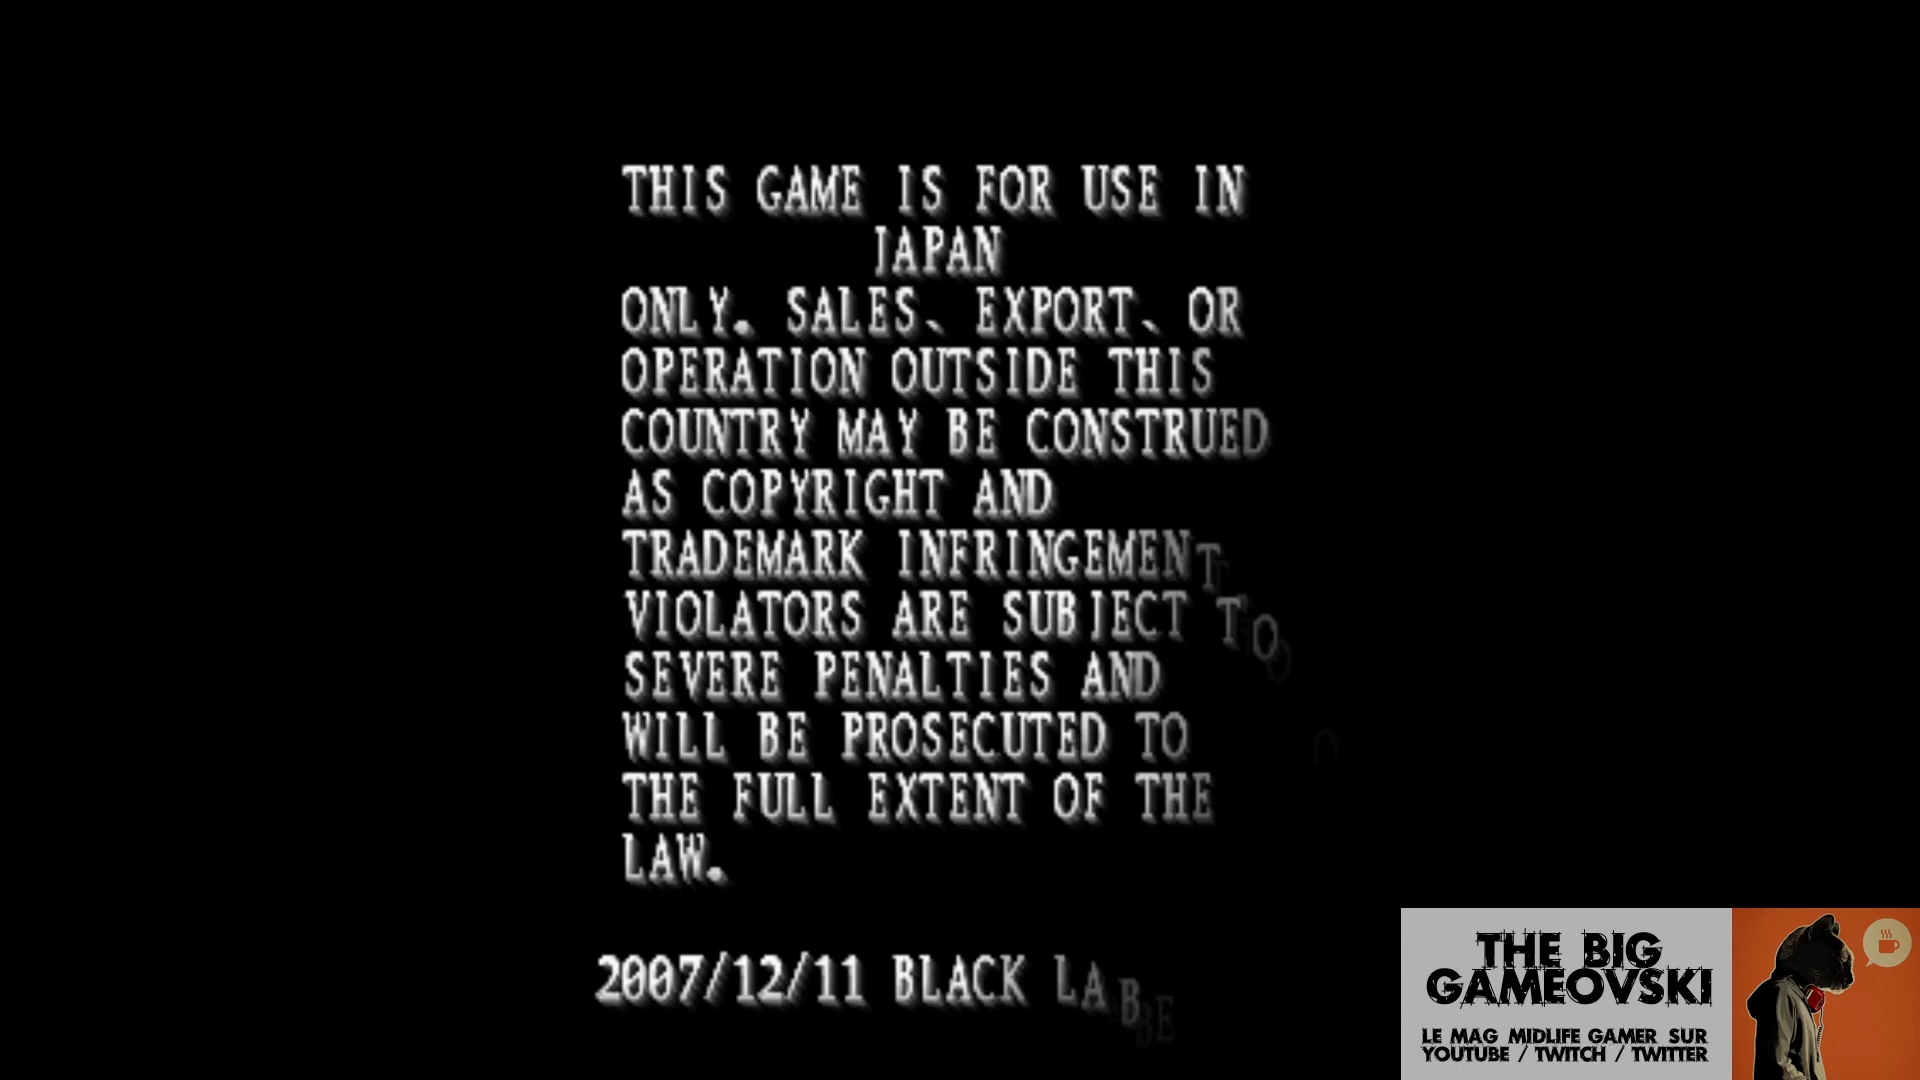 THIS GAME IS FOR USE IN
JAPAN
ONLY. SALES、EXPORT、OR
OPERATION OUTSIDE THIS
COUNTRY MAY BE CONSTRUED
AS COPYRIGHT AND
TRADEMARK INFRINGEMENT
VIOLATORS ARE SUBJECT TO
SEVERE PENALTIES AND
WILL BE PROSECUTED TO
THE FULL EXTENT OF THE
LAW.
2007/12/11 BLACK LABE
THE BIG
GAMEOVSKI
LE MAG MIDLIFE GAMER SUR
YOUTUBE / TWITCH / TWITTER